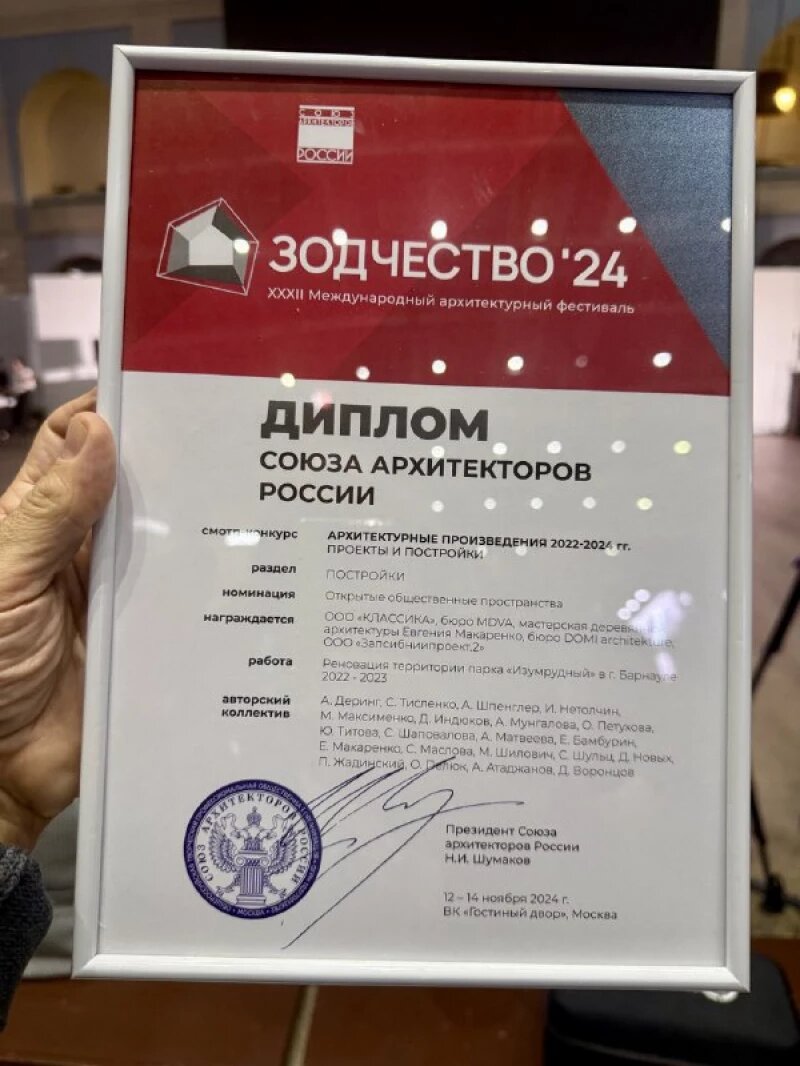 СОЮЗ
АРХИТЕКТОРОВ
РОССИИ
ЗОДЧЕСТВО '24
XXXII Международный архитектурный фестиваль
ДИПЛОМ
СОЮЗА АРХИТЕКТОРОВ
РОССИИ
смотр-конкурс АРХИТЕКТУРНЫЕ ПРОИЗВЕДЕНИЯ 2022-2024 гг.
ПРОЕКТЫ И ПОСТРОЙКИ
раздел ПОСТРОЙКИ
номинация Открытые общественные пространства
награждается ООО «КЛАССИКА», бюро MDVA, мастерская деревянной
архитектуры Евгения Макаренко, бюро DOMI architekture,
ООО «Запсибниипроект,2»
работа Реновация территории парка «Изумрудный» в г. Барнауле
2022 - 2023
авторский А. Деринг, С. Тисленко, А. Шпенглер, И. Нетолчин,
коллектив М. Максименко, Д. Индюков, А. Мунгалова, О. Петухова,
Ю. Титова, С. Шаповалова, А. Матвеева, Е. Бамбурин,
Е. Макаренко, С. Маслова, М. Шилович, С. Шульц, Д. Новых,
П. Жадинский, О. Пелюк, А. Атаджанов, Д. Воронцов
СОЮЗ АРХИТЕКТОРОВ РОССИИ
МОСКВА
Президент Союза
архитекторов России
Н.И. Шумаков
12 – 14 ноября 2024 г.
ВК «Гостиный двор», Москва